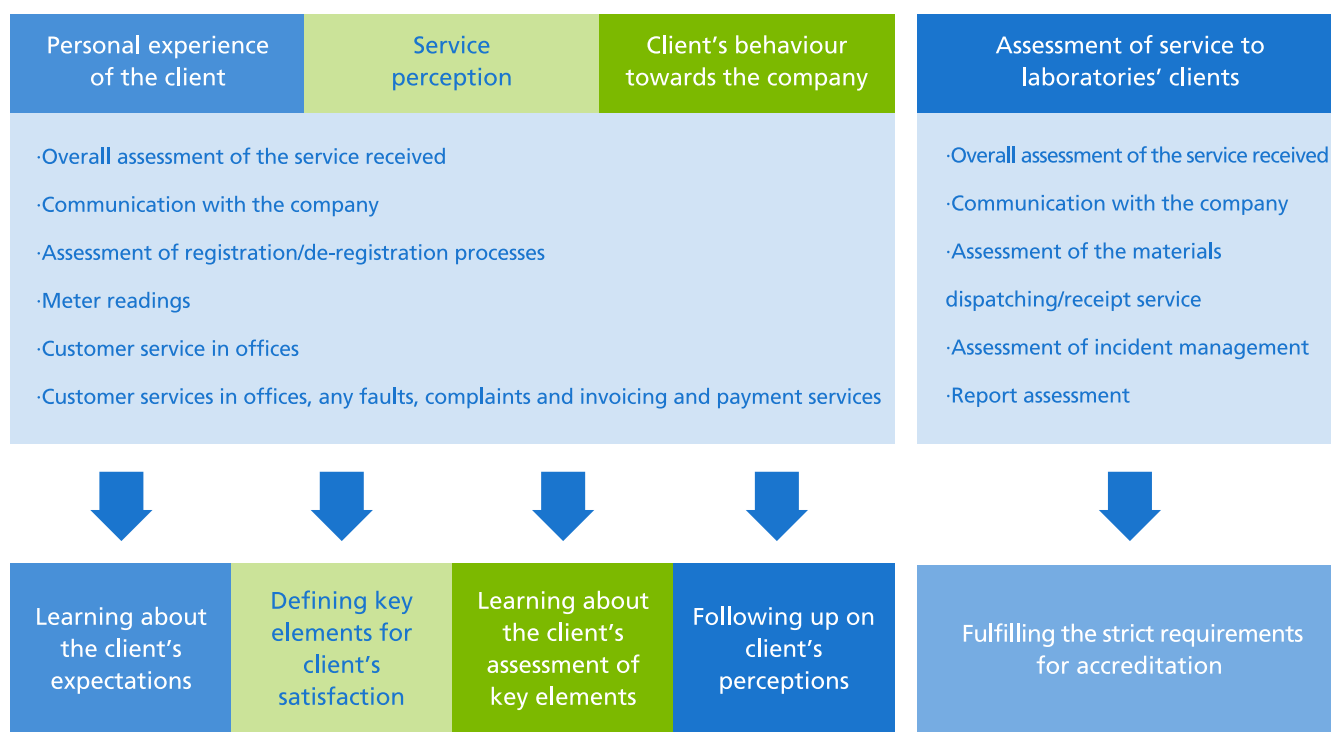 Personal experience
of the client
Service
perception
Client's behaviour
towards the company
·Overall assessment of the service received
·Communication with the company
·Assessment of registration/de-registration processes
·Meter readings
·Customer service in offices
·Customer services in offices, any faults, complaints and invoicing and payment services
Learning about
the client's
expectations
Defining key
elements for
client's
satisfaction
Learning about
the client's
assessment of
key elements
Following up on
client's
perceptions
Assessment of service to
laboratories' clients
·Overall assessment of the service received
·Communication with the company
·Assessment of the materials
dispatching/receipt service
·Assessment of incident management
·Report assessment
Fulfilling the strict requirements
for accreditation